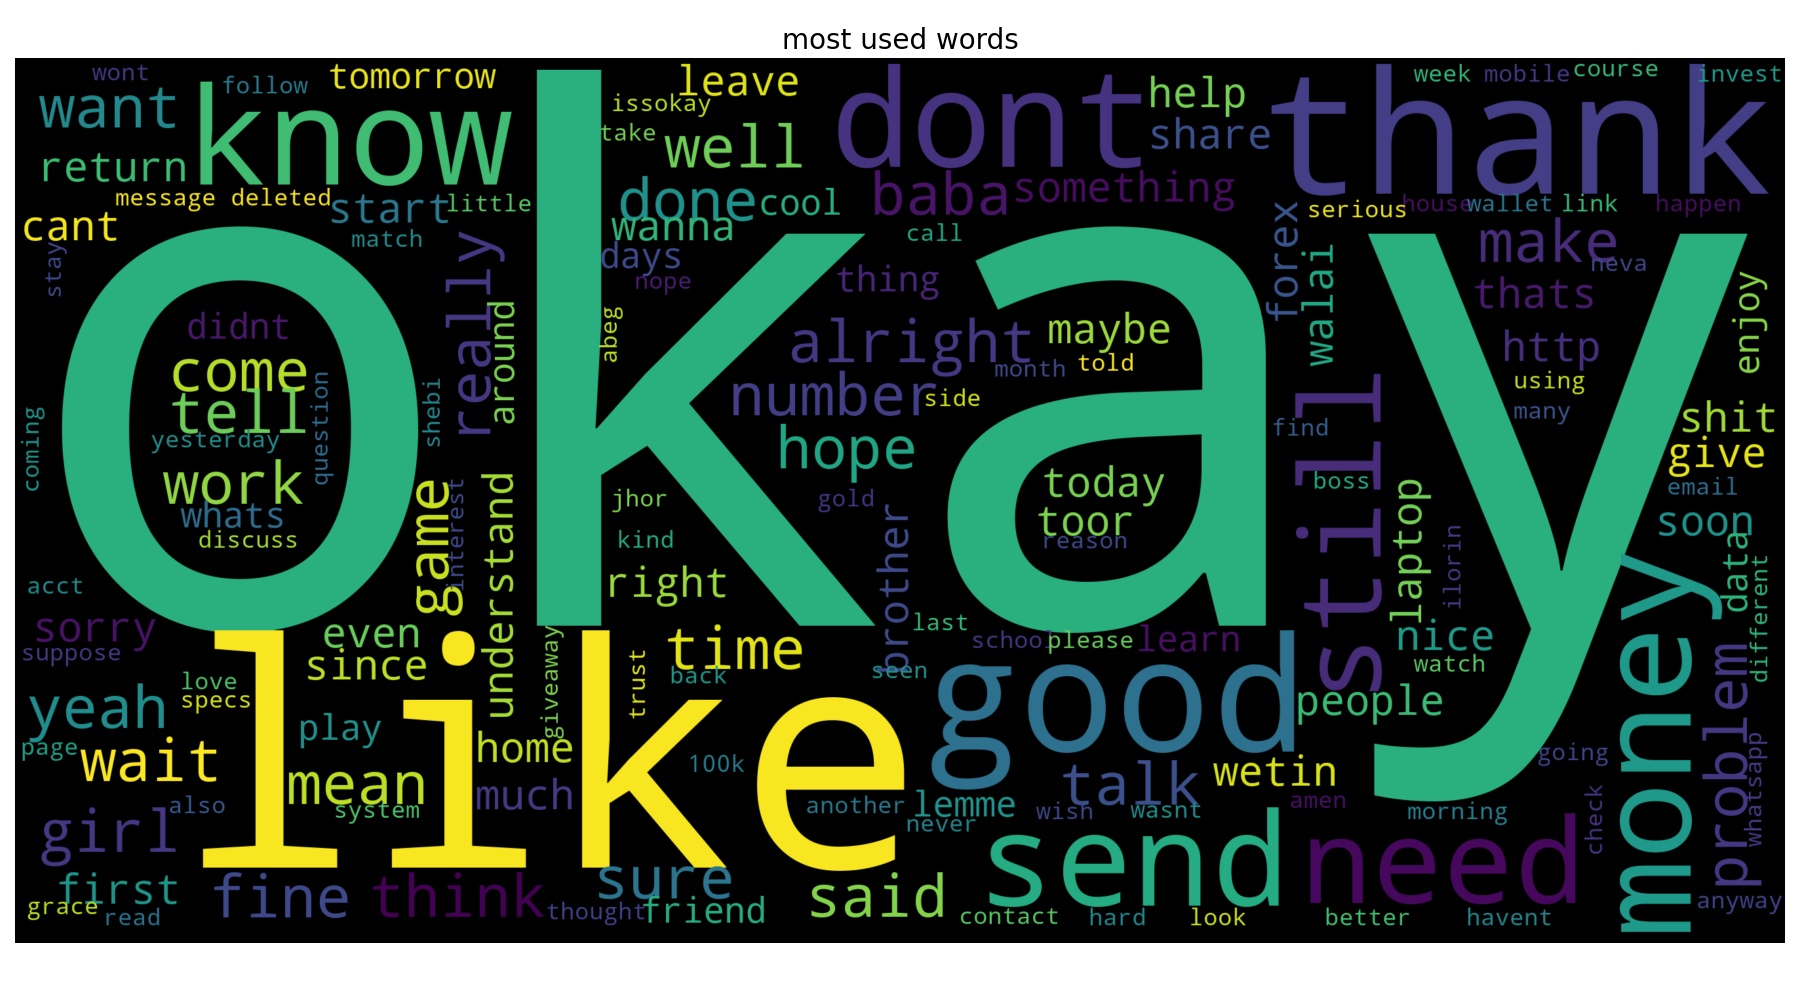 most used words
wont
follow
tomorrow
want
know
return
message deleted
start
little
cant
match
stay
issokay
leave
take
well
done
cool
wanna
days
nope
dont
help
share
baba
something
call
thing
thank
week
mobile
course
invest
serious
house
wallet
link
happen
forex
walai
make
neva
thats
http
enjoy
using
many
okay
didnt
come
tell
yesterday
question
work
whats
discuss
shebi
really
around
abeg
alright
maybe
month
told
number
side
hope
find
still
boss
shit
give
email
soon
coming
game
interest
understand
jhor
kind
right
gold
brother
today
toor
reason
laptop
ilorin
data
different
acct
sorry
suppose
even
since
giveaway
trust
time
back
seen
last
school
please
learn
nice
watch
people
money
problem
whatsapp
yeah
love
specs
page
wait
play
home
like
100k
good
talk
wetin
going
girl
also
mean
system
much
another
lemme
never
wish
wasnt
amen
morning
check
first
grace
read
fine
think
thought
sure
friend
said
send
need
contact
hard
look
better
havent
anyway